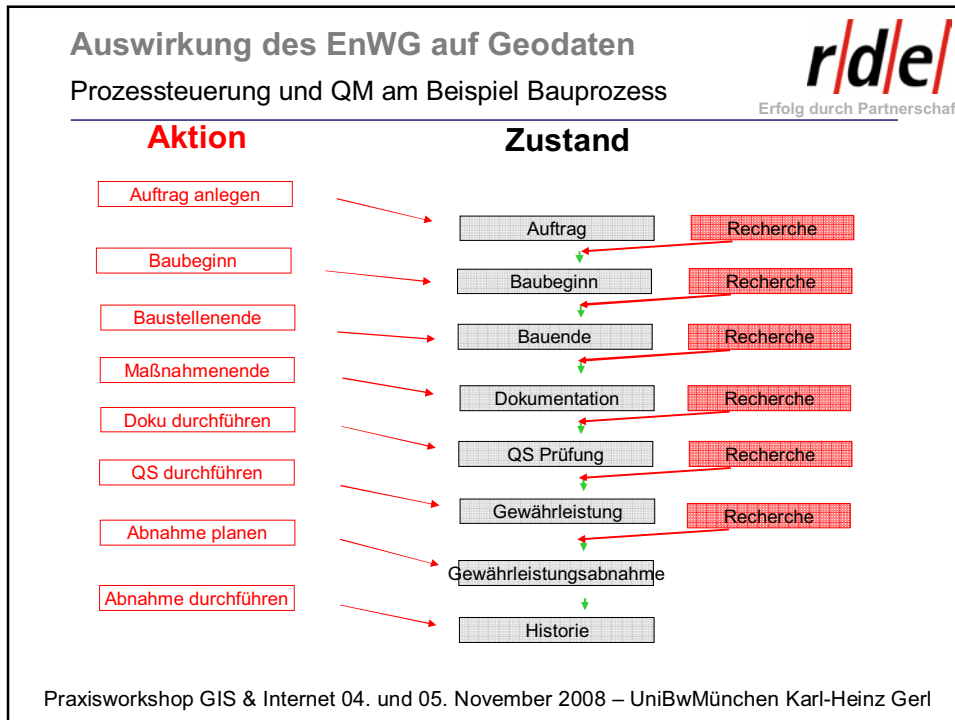 Auswirkung des EnWG auf Geodaten
Prozessteuerung und QM am Beispiel Bauprozess
r/d/e/
Erfolg durch Partnerschaf
Aktion
Zustand
Auftrag anlegen
Auftrag
Recherche
Baubeginn
Baubeginn
Recherche
Baustellenende
Bauende
Recherche
Maßnahmenende
Dokumentation
Recherche
Doku durchführen
QS Prüfung
Recherche
QS durchführen
Gewährleistung
Recherche
Abnahme planen
Gewährleistungsabnahme
Abnahme durchführen
Historie
Praxisworkshop GIS & Internet 04. und 05. November 2008 – UniBwMünchen Karl-Heinz Gerl